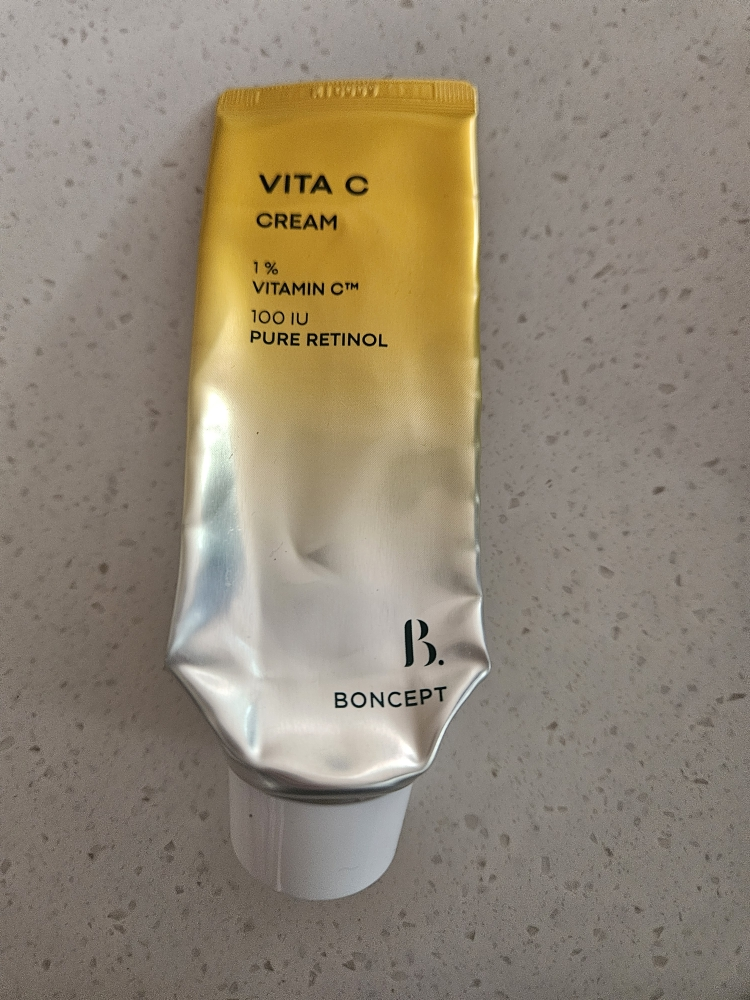 VITA C
CREAM
1 %
VITAMIN C™
100 IU
PURE RETINOL
B.
BONCEPT